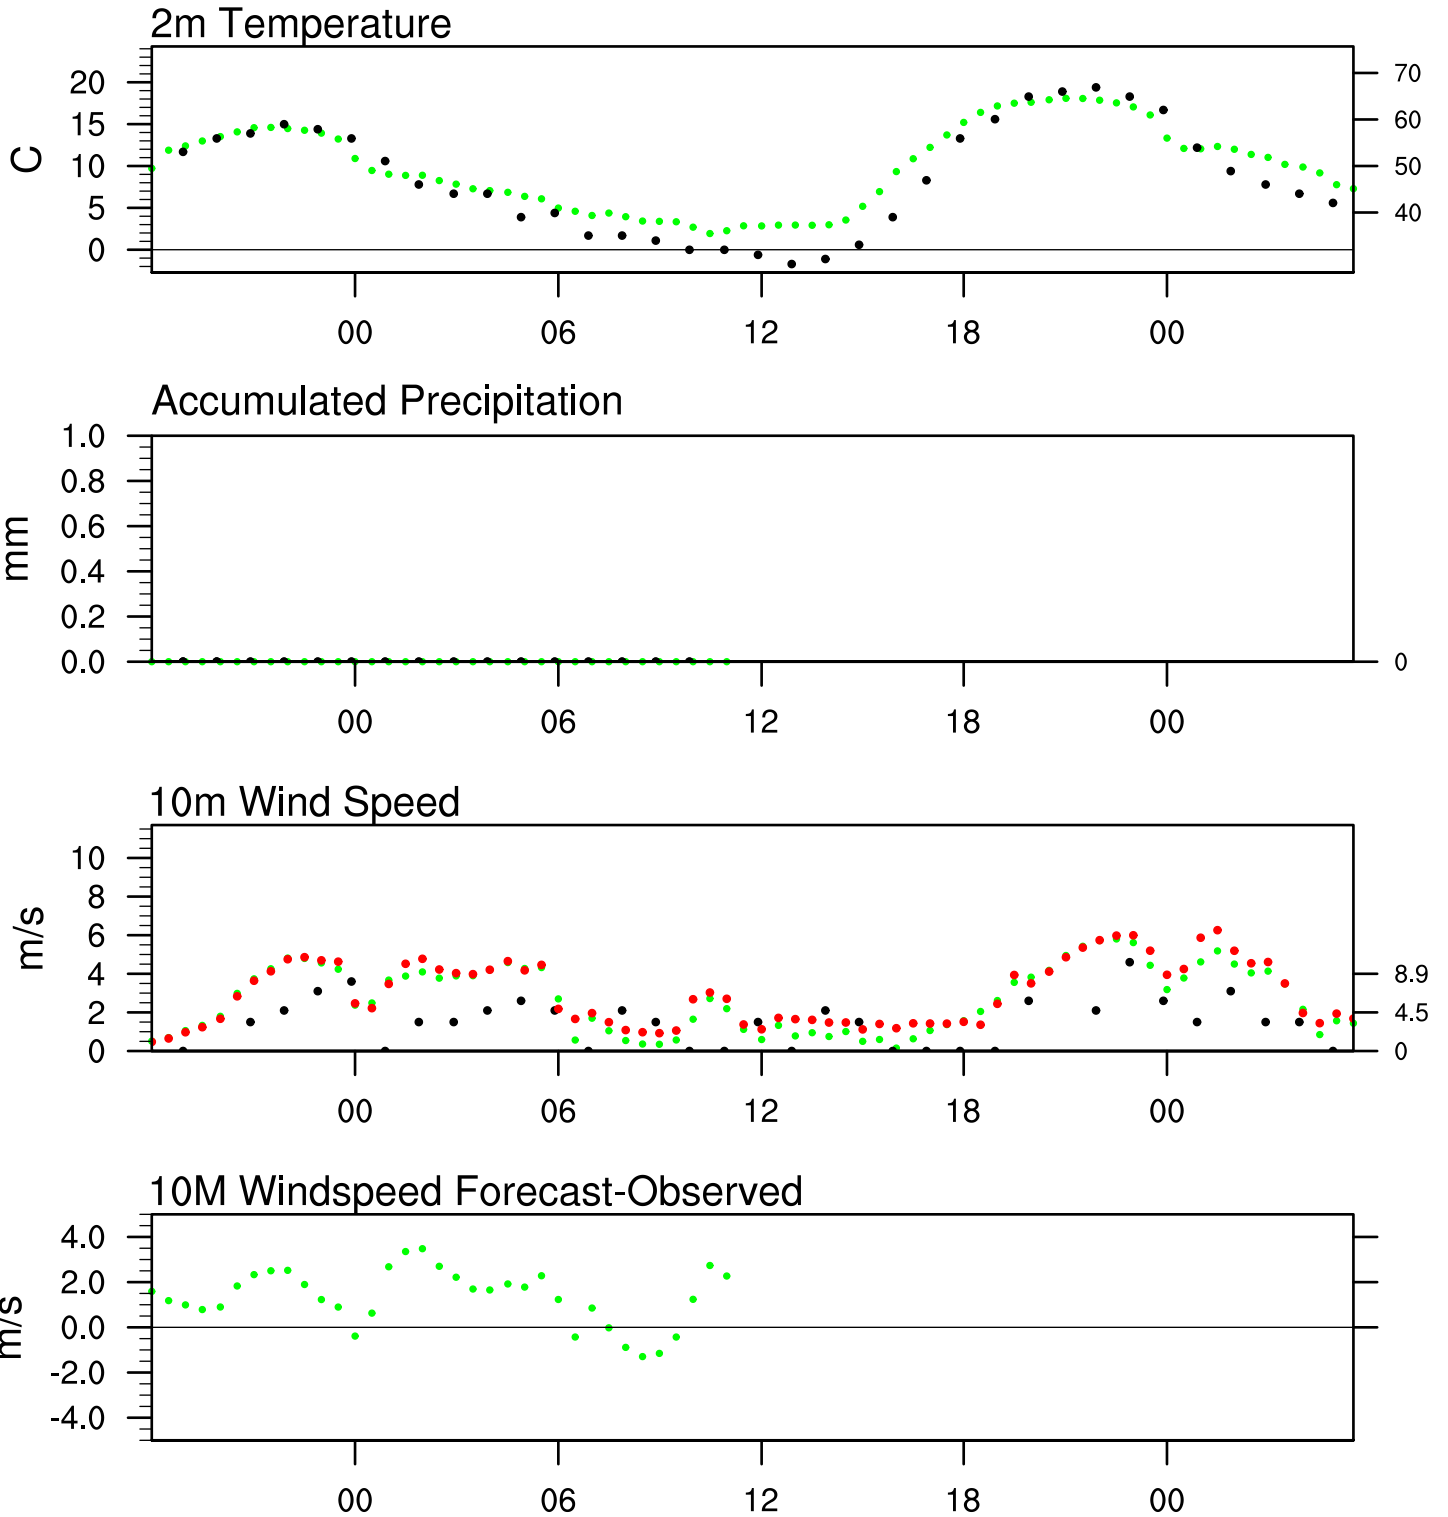 2m Temperature
20 70
15 60
C 10 50
5 40
0
00 06 12 18 00
Accumulated Precipitation
1.0
0.8
0.6
mm
0.4
0.2
0.0 0
00 06 12 18 00
10m Wind Speed
10
8
m/s 6
4 8.9
2 4.5
0 0
00 06 12 18 00
10M Windspeed Forecast-Observed
4.0
2.0
m/s 0.0
-2.0
-4.0
00 06 12 18 00